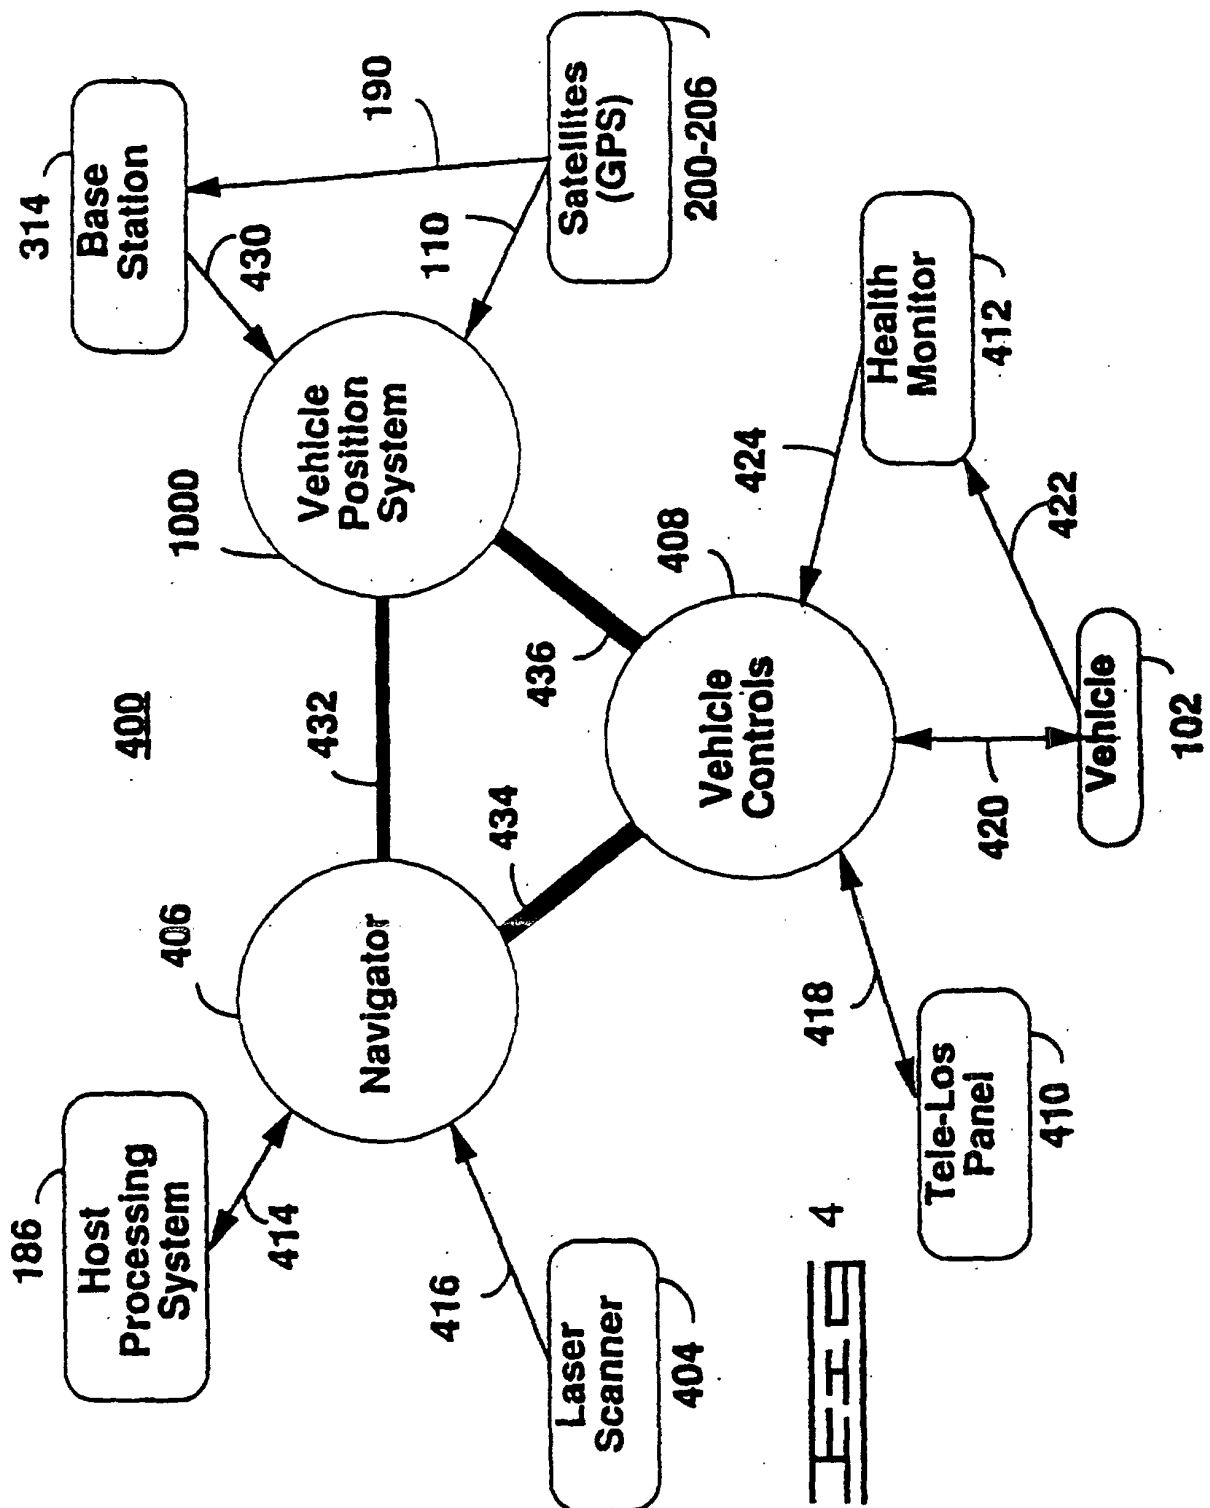 400
186
Host
Processing
System
414
406
Navigator
432
1000
Vehicle
Position
System
314
Base
Station
430
190
110
Satellites
(GPS)
200-206
Laser
Scanner
404
416
434
436
408
Vehicle
Controls
424
Health
Monitor
412
422
418
Tele-Los
Panel
410
420
Vehicle
102
FIG 4